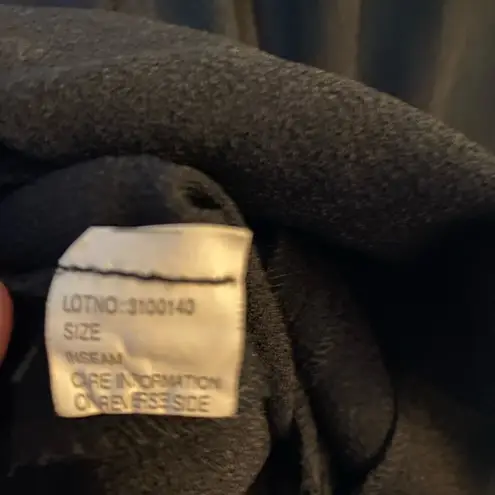 LOTNO.:3100140
SIZE
INSEAM
CARE INFORMATION
ON REVERSE SIDE